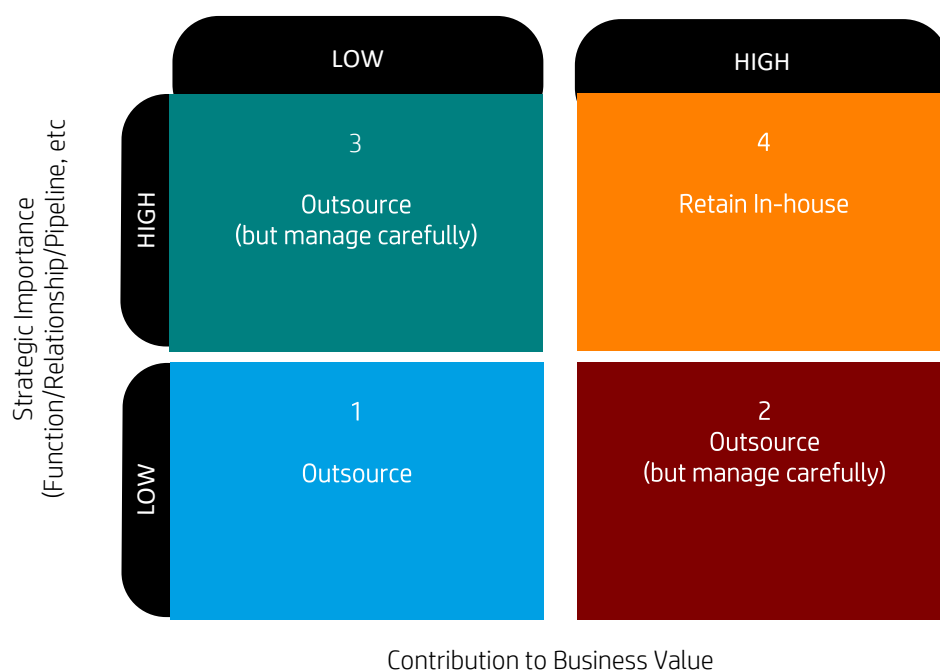 LOW
HIGH
Strategic Importance
(Function/Relationship/Pipeline, etc
HIGH
3
Outsource
(but manage carefully)
4
Retain In-house
LOW
1
Outsource
2
Outsource
(but manage carefully)
Contribution to Business Value